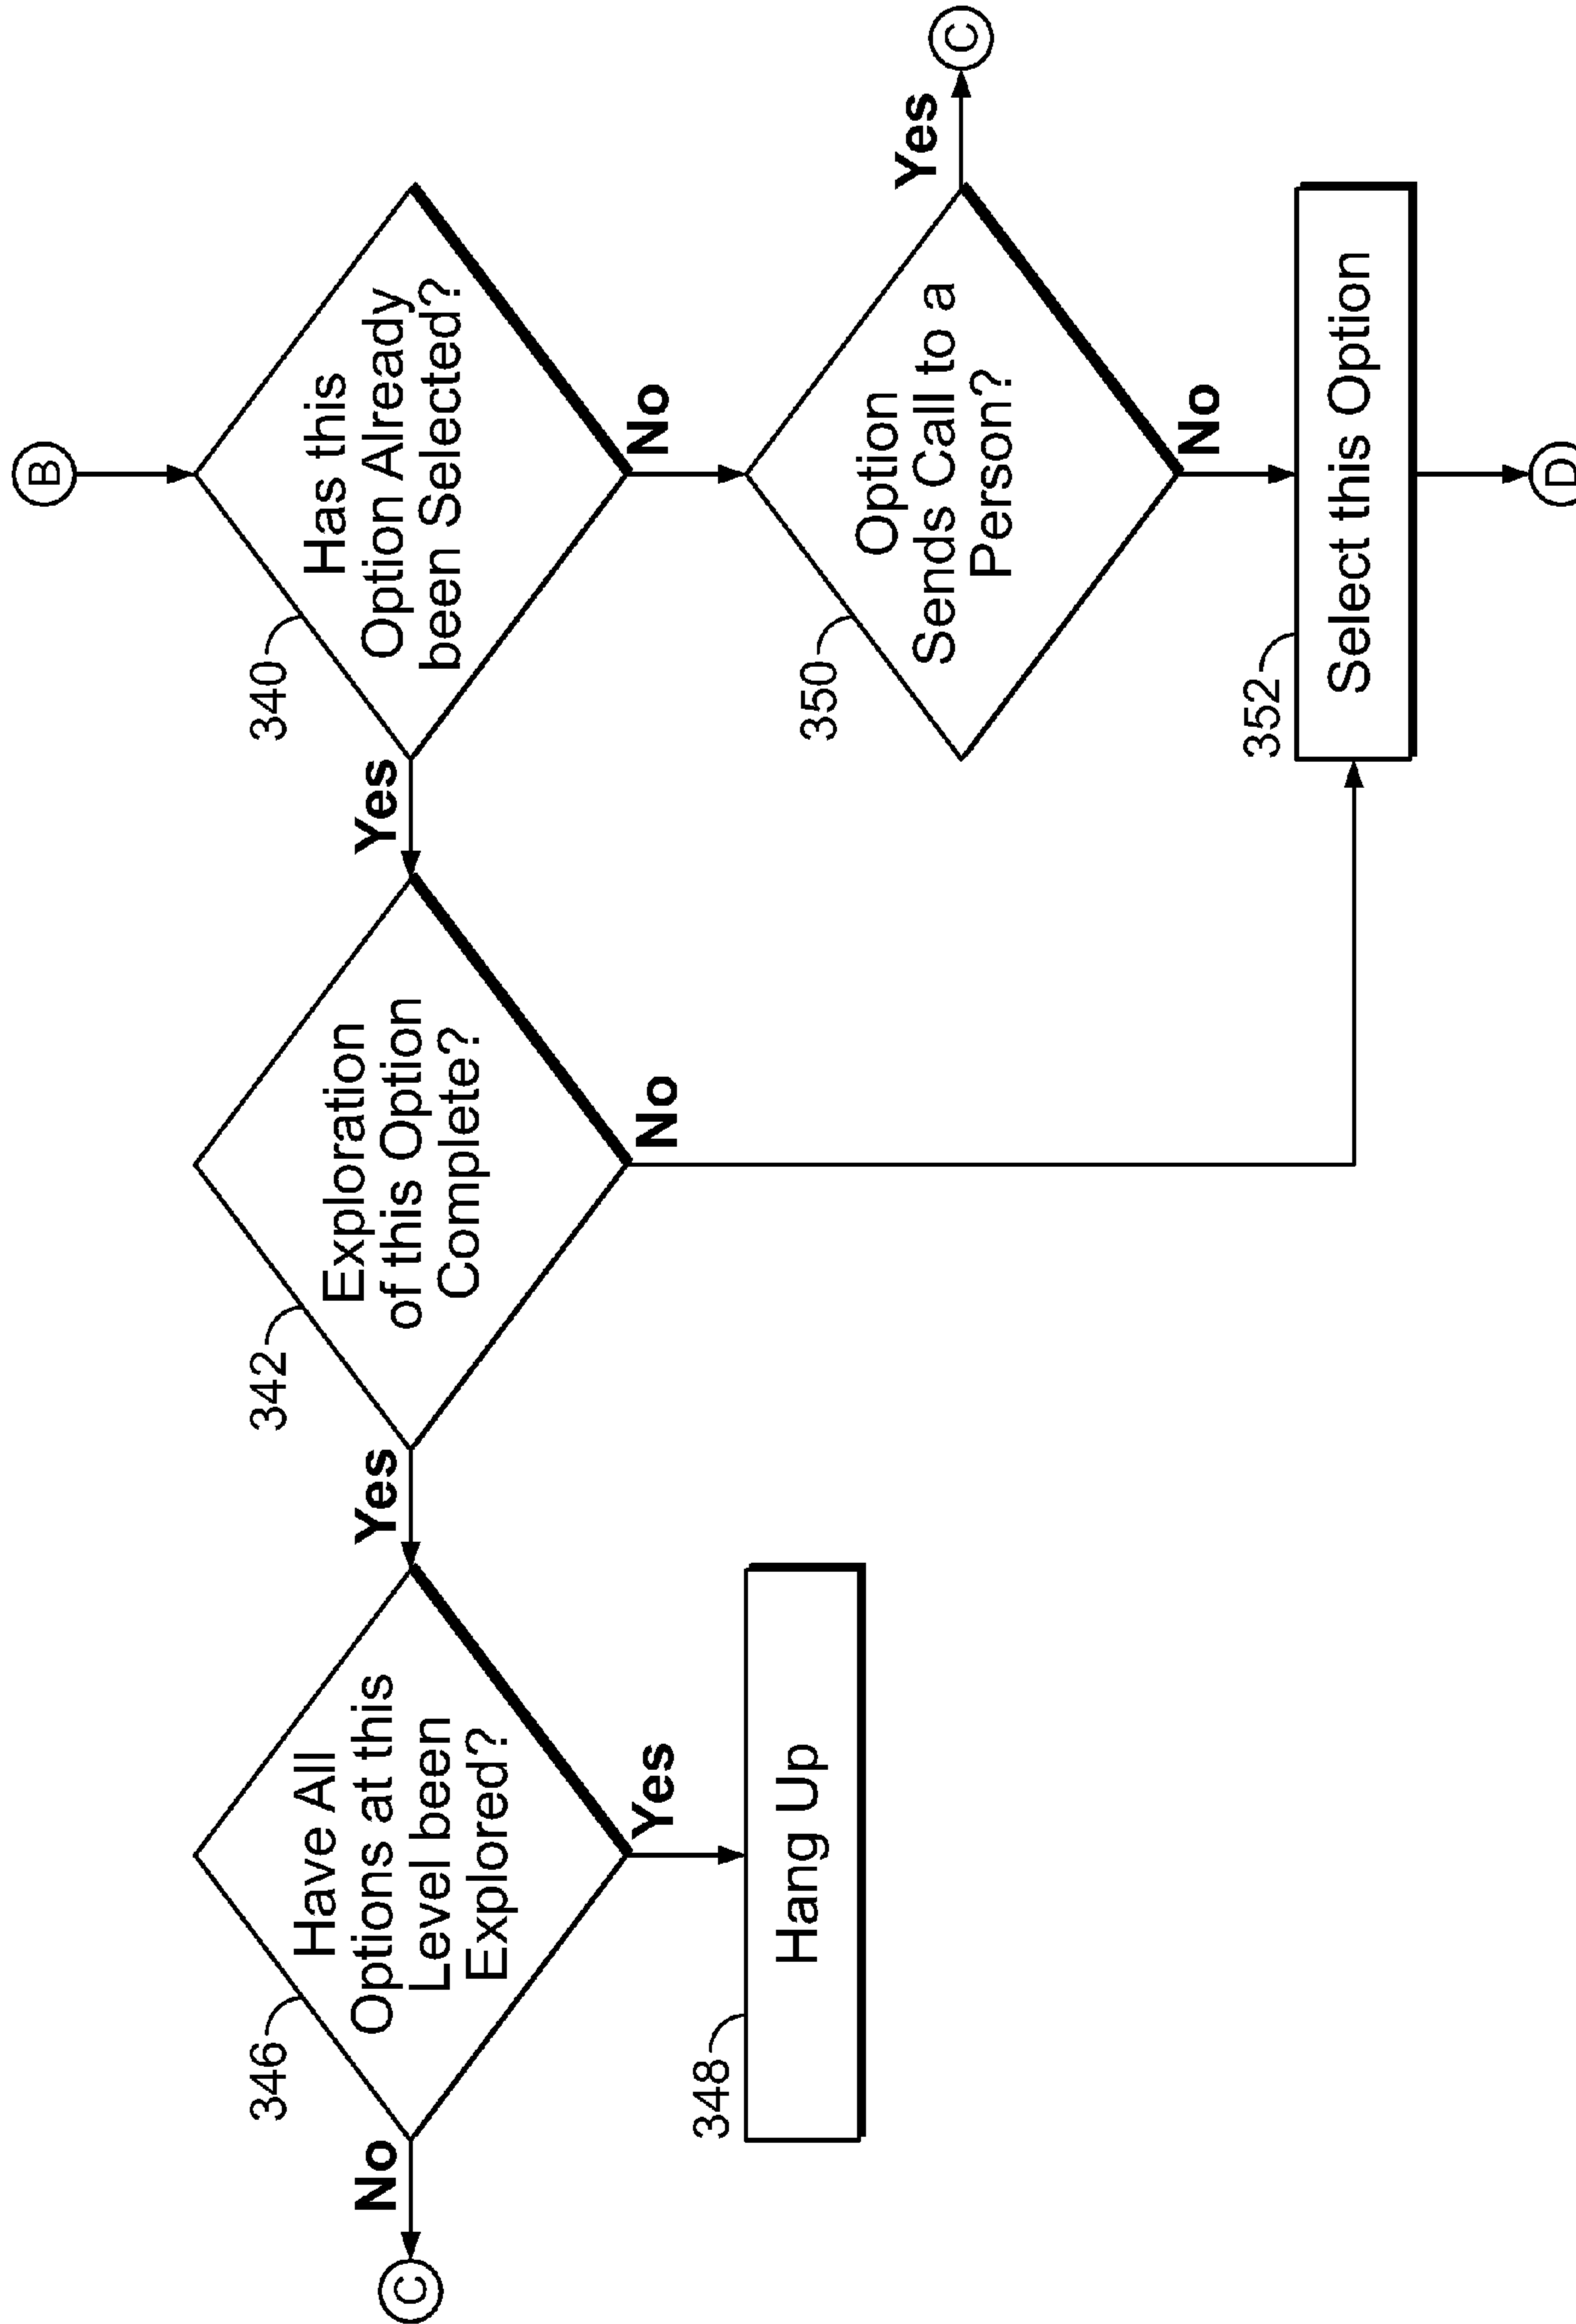 B
340
Has this
Option Already
been Selected?
Yes
No
342
Exploration
of this Option
Complete?
Yes
No
346
Have All
Options at this
Level been
Explored?
No
C
Yes
348
Hang Up
350
Option
Sends Call to a
Person?
Yes
C
No
352
Select this Option
D